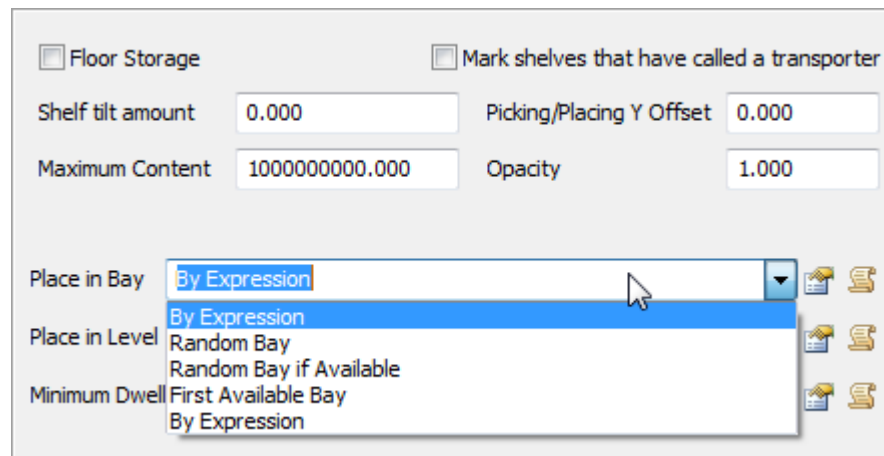 Floor Storage Mark shelves that have called a transporter
Shelf tilt amount 0.000 Picking/Placing Y Offset 0.000
Maximum Content 1000000000.000 Opacity 1.000
Place in Bay By Expression
By Expression
Place in Level Random Bay
Random Bay if Available
Minimum Dwell First Available Bay
By Expression